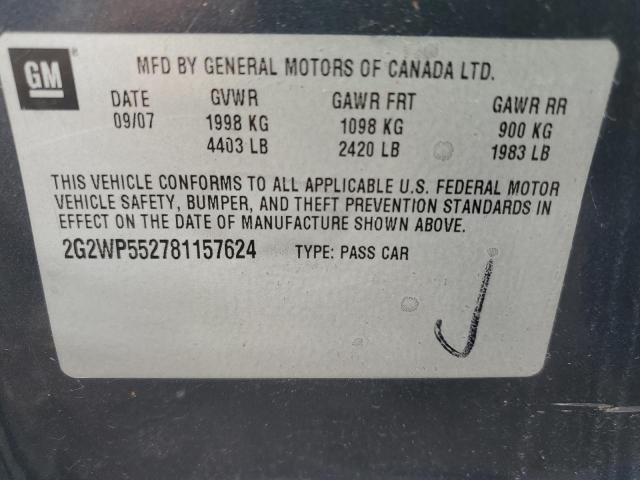 GM ®
MFD BY GENERAL MOTORS OF CANADA LTD.
DATE GVWR GAWR FRT GAWR RR
09/07 1998 KG 1098 KG 900 KG
4403 LB 2420 LB 1983 LB
THIS VEHICLE CONFORMS TO ALL APPLICABLE U.S. FEDERAL MOTOR
VEHICLE SAFETY, BUMPER, AND THEFT PREVENTION STANDARDS IN
EFFECT ON THE DATE OF MANUFACTURE SHOWN ABOVE.
2G2WP552781157624 TYPE: PASS CAR